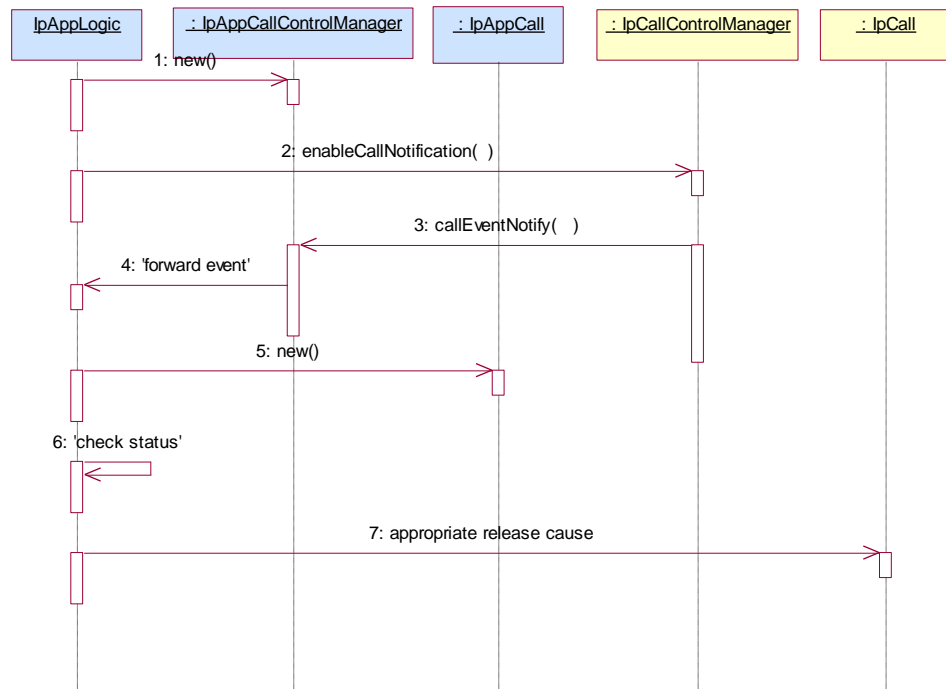 IpAppLogic
: IpAppCallControlManager
: IpAppCall
: IpCallControlManager
: IpCall
1: new()
2: enableCallNotification( )
3: callEventNotify( )
4: 'forward event'
5: new()
6: 'check status'
7: appropriate release cause